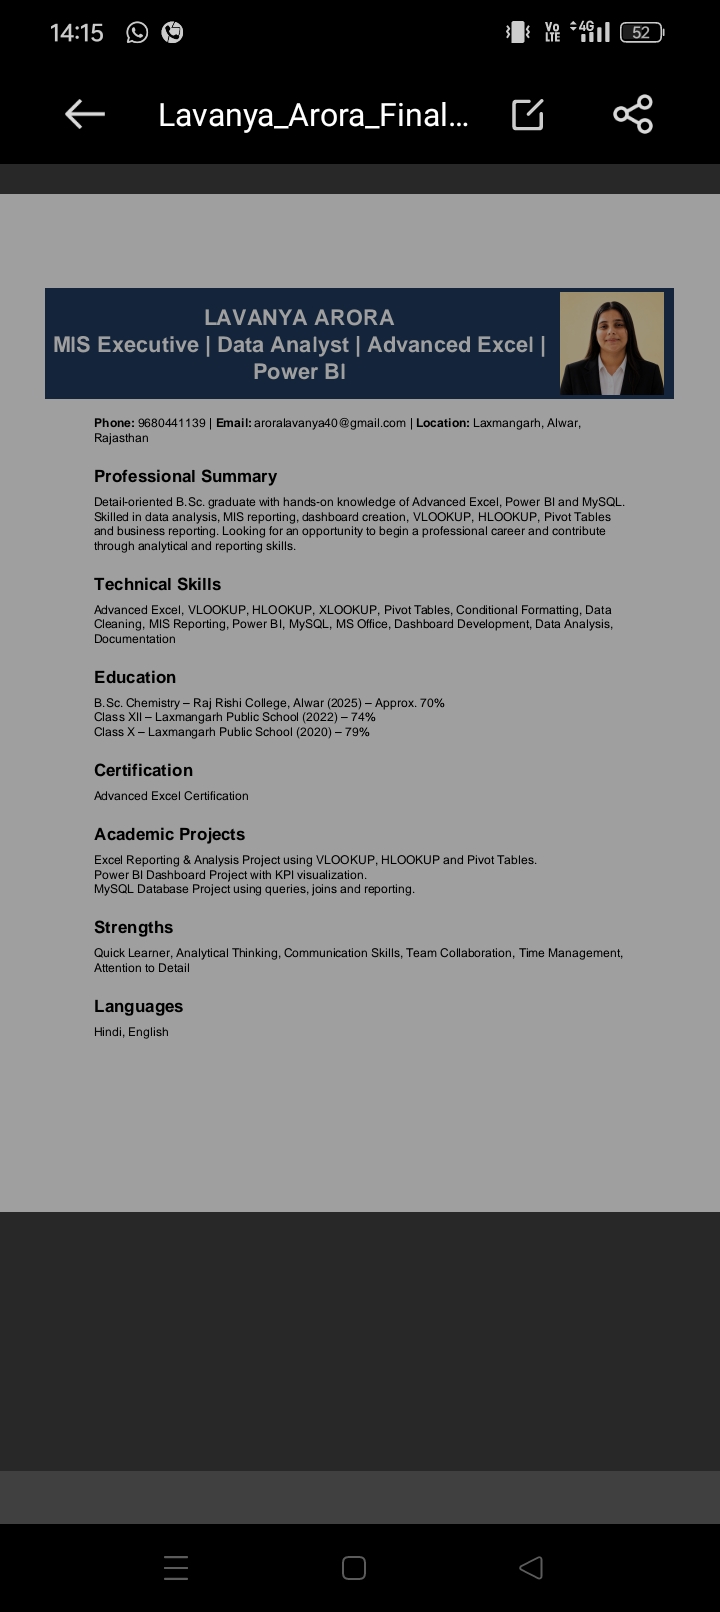 14:15
Vo LTE 4G 52
Lavanya_Arora_Final...
LAVANYA ARORA
MIS Executive | Data Analyst | Advanced Excel |
Power BI
Phone: 9680441139 | Email: aroralavanya40@gmail.com | Location: Laxmangarh, Alwar,
Rajasthan
Professional Summary
Detail-oriented B.Sc. graduate with hands-on knowledge of Advanced Excel, Power BI and MySQL.
Skilled in data analysis, MIS reporting, dashboard creation, VLOOKUP, HLOOKUP, Pivot Tables
and business reporting. Looking for an opportunity to begin a professional career and contribute
through analytical and reporting skills.
Technical Skills
Advanced Excel, VLOOKUP, HLOOKUP, XLOOKUP, Pivot Tables, Conditional Formatting, Data
Cleaning, MIS Reporting, Power BI, MySQL, MS Office, Dashboard Development, Data Analysis,
Documentation
Education
B.Sc. Chemistry – Raj Rishi College, Alwar (2025) – Approx. 70%
Class XII – Laxmangarh Public School (2022) – 74%
Class X – Laxmangarh Public School (2020) – 79%
Certification
Advanced Excel Certification
Academic Projects
Excel Reporting & Analysis Project using VLOOKUP, HLOOKUP and Pivot Tables.
Power BI Dashboard Project with KPI visualization.
MySQL Database Project using queries, joins and reporting.
Strengths
Quick Learner, Analytical Thinking, Communication Skills, Team Collaboration, Time Management,
Attention to Detail
Languages
Hindi, English